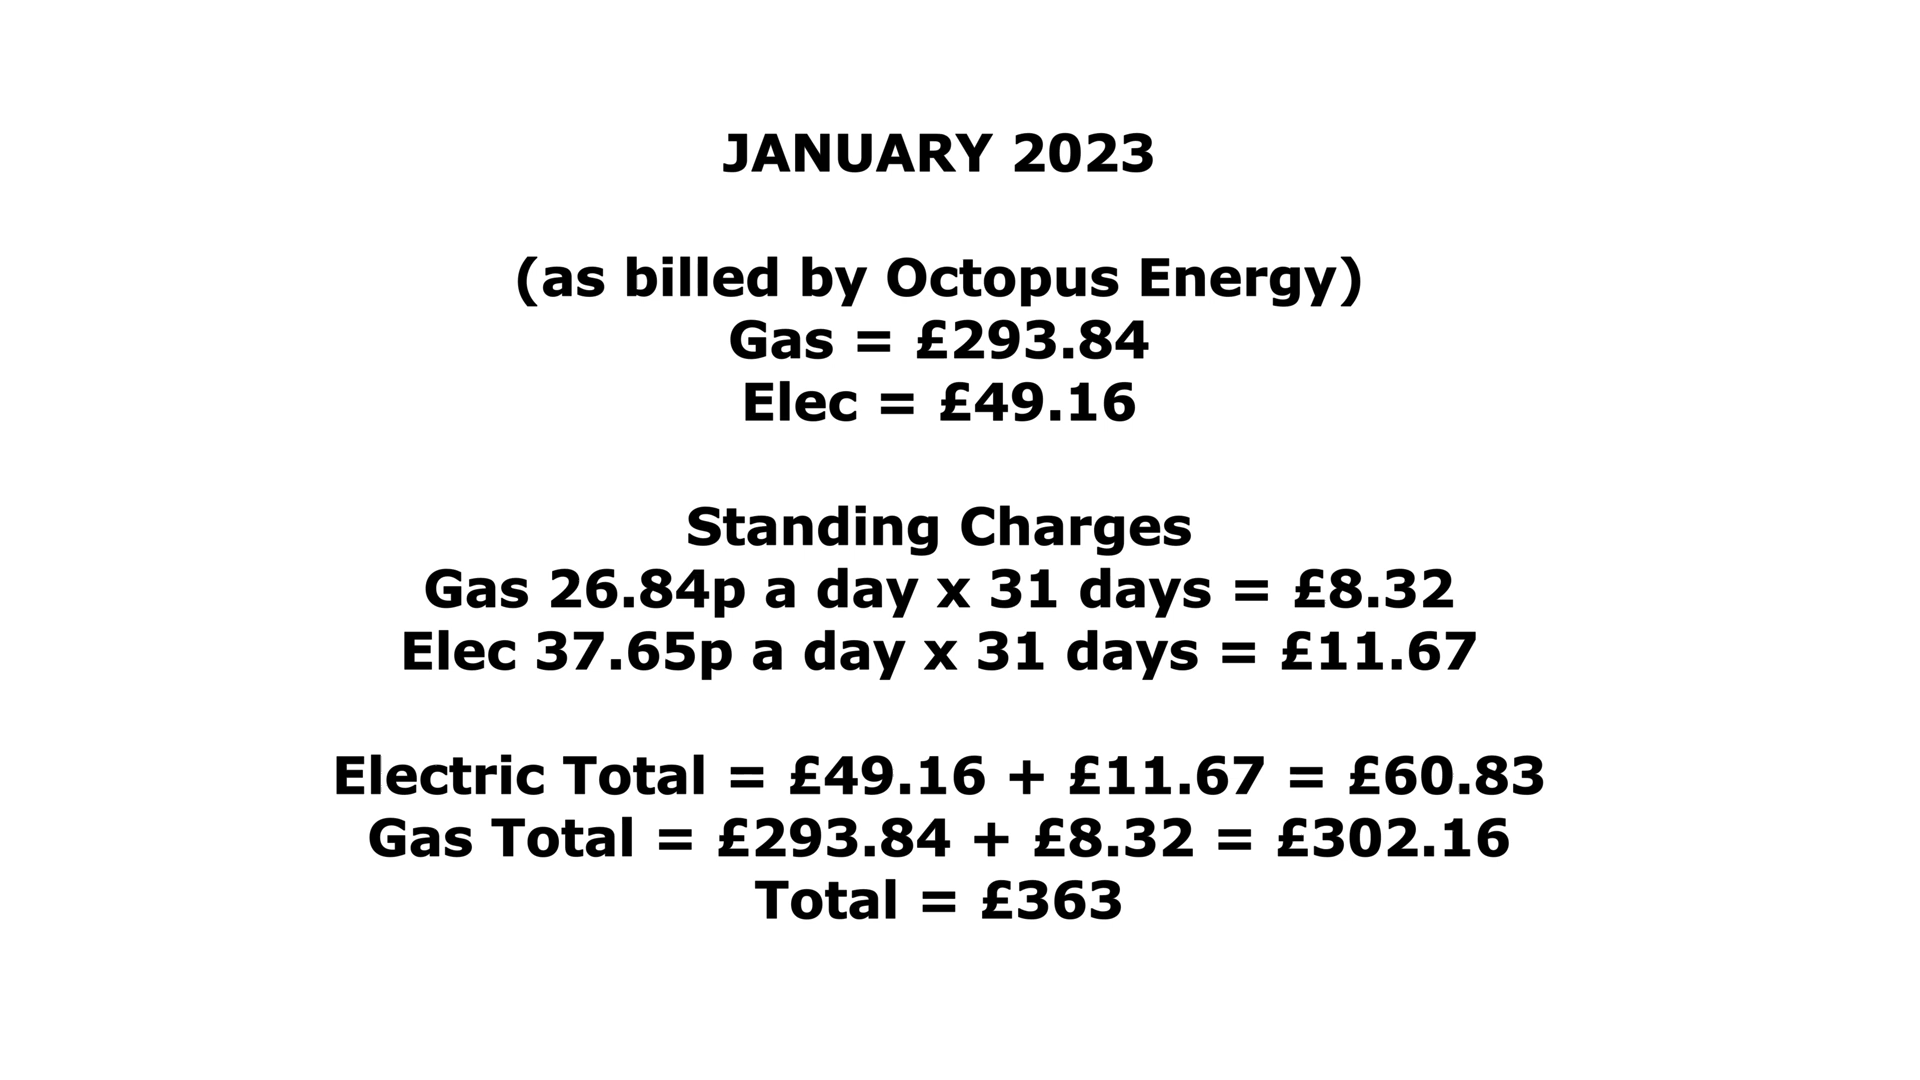 JANUARY 2023
(as billed by Octopus Energy)
Gas = £293.84
Elec = £49.16
Standing Charges
Gas 26.84p a day x 31 days = £8.32
Elec 37.65p a day x 31 days = £11.67
Electric Total = £49.16 + £11.67 = £60.83
Gas Total = £293.84 + £8.32 = £302.16
Total = £363